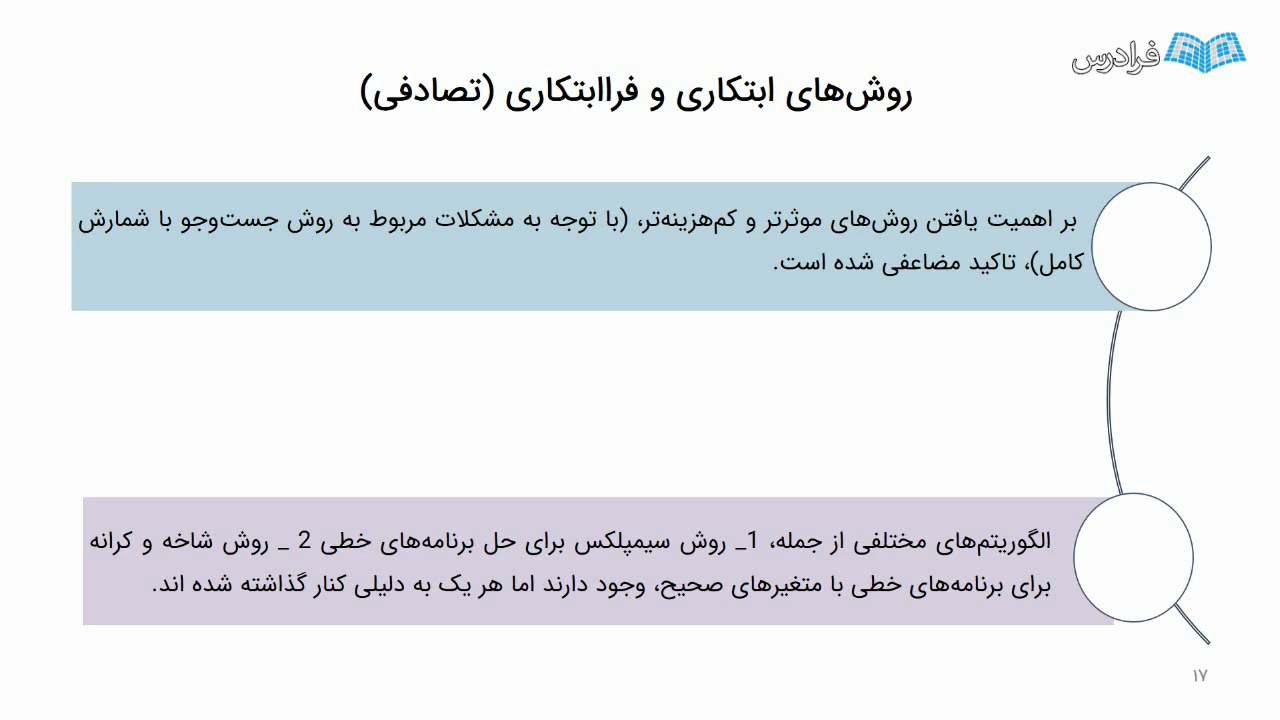 فرادرس
روش‌های ابتکاری و فراابتکاری (تصادفی)
بر اهمیت یافتن روش‌های موثرتر و کم‌هزینه‌تر، (با توجه به مشکلات مربوط به روش جست‌وجو با شمارش
کامل)، تاکید مضاعفی شده است.
الگوریتم‌های مختلفی از جمله، 1_ روش سیمپلکس برای حل برنامه‌های خطی 2 _ روش شاخه و کرانه
برای برنامه‌های خطی با متغیرهای صحیح، وجود دارند اما هر یک به دلیلی کنار گذاشته شده اند.
۱۷